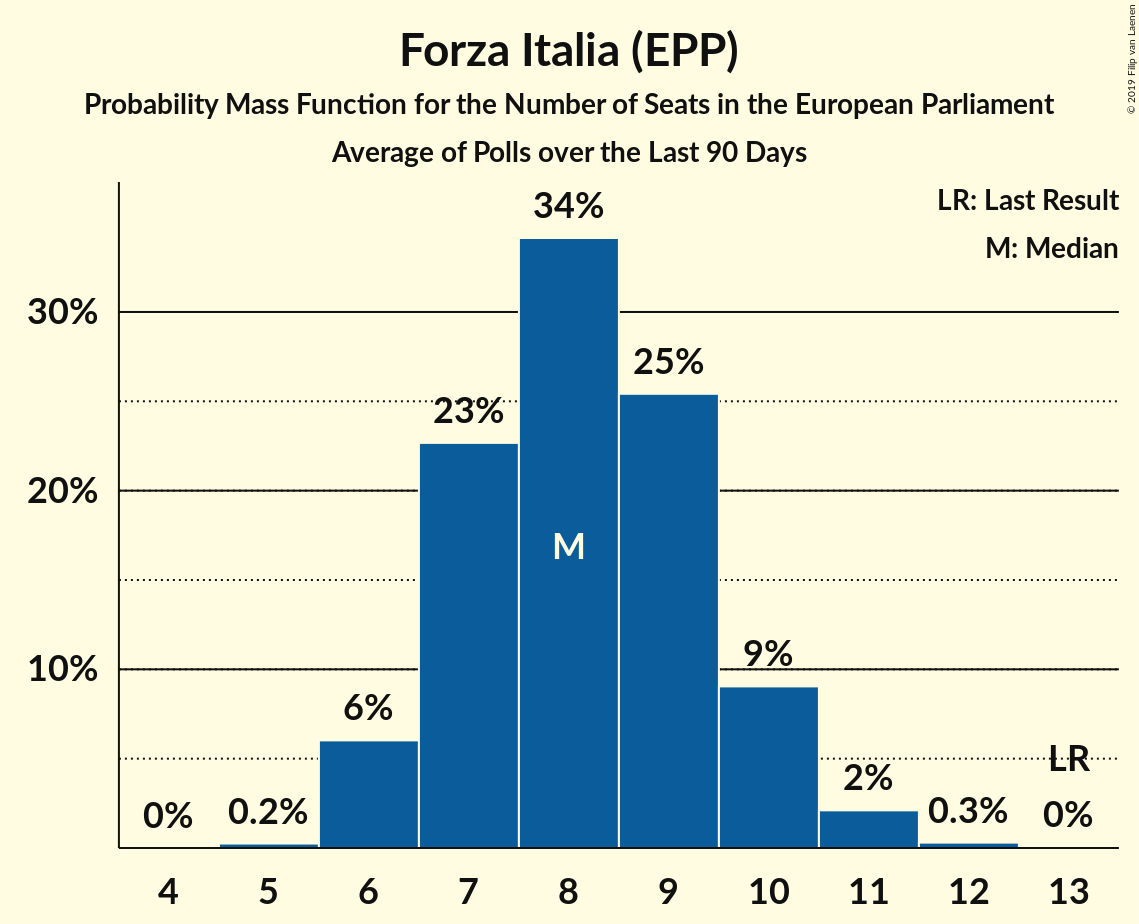 Forza Italia (EPP)
Probability Mass Function for the Number of Seats in the European Parliament
Average of Polls over the Last 90 Days
© 2019 Filip van Laenen
LR: Last Result
M: Median
34%
30%
25%
23%
20%
M
10%
9%
6%
LR
2%
0%
0.2%
0.3%
0%
4 5 6 7 8 9 10 11 12 13